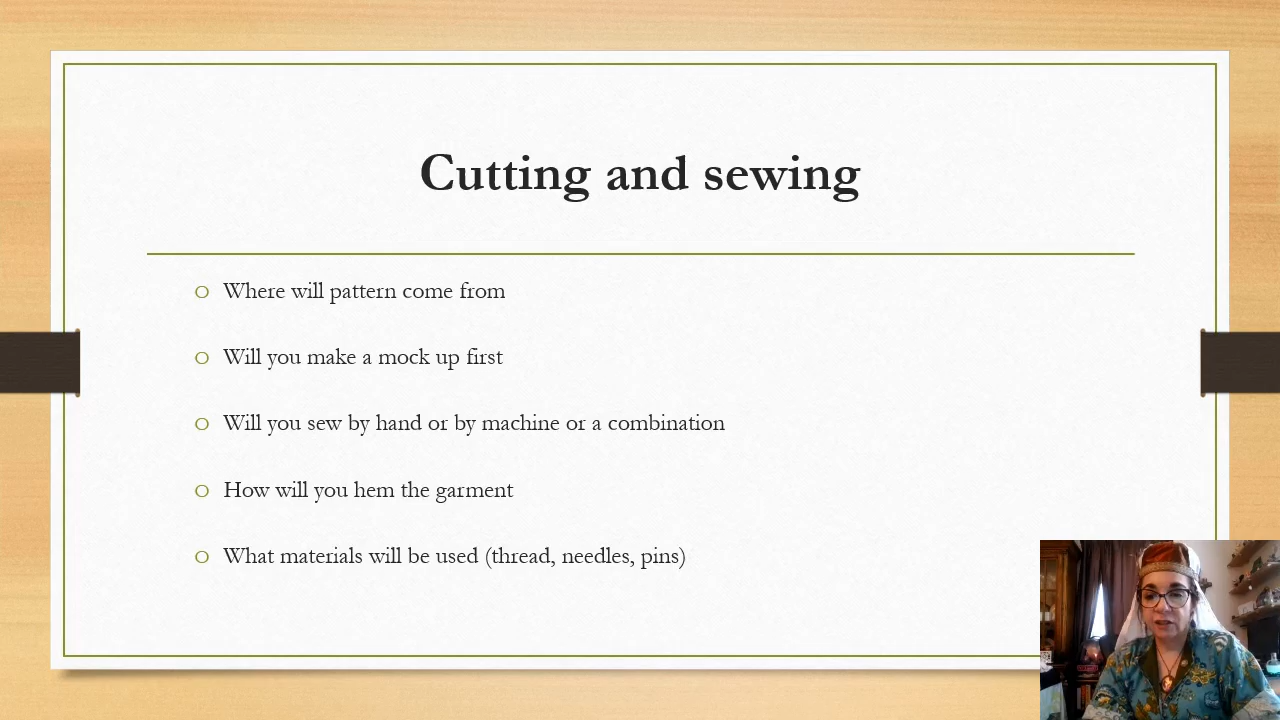 Cutting and sewing
o Where will pattern come from
o Will you make a mock up first
o Will you sew by hand or by machine or a combination
o How will you hem the garment
o What materials will be used (thread, needles, pins)